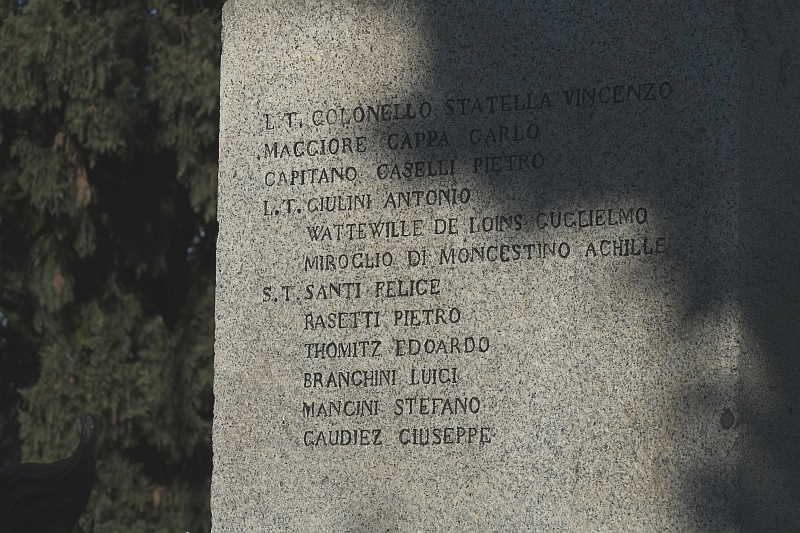 L.T. COLONELLO STATELLA VINCENZO
MAGGIORE CAPPA CARLO
CAPITANO CASELLI PIETRO
L.T. GIULINI ANTONIO
WATTEWILLE DE LOINS GUGLIELMO
MIROGLIO DI MONCESTINO ACHILLE
S.T. SANTI FELICE
RASETTI PIETRO
THOMITZ EDOARDO
BRANCHINI LUIGI
MANCINI STEFANO
GAUDIEZ GIUSEPPE